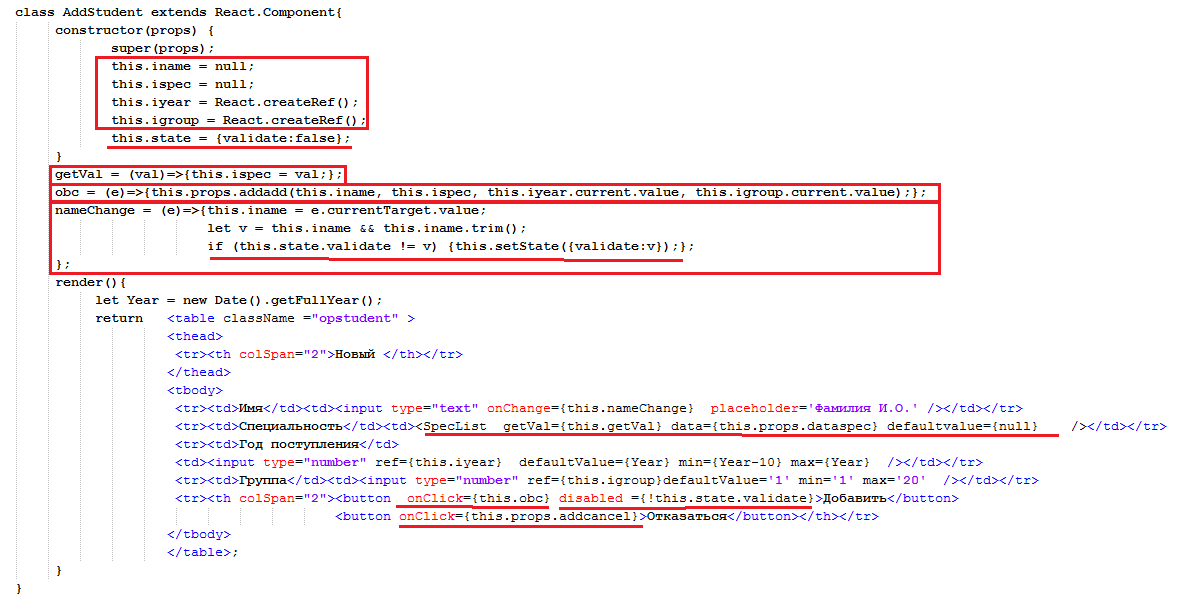 class AddStudent extends React.Component{
constructor(props) {
super(props);
this.iname = null;
this.ispec = null;
this.iyear = React.createRef();
this.igroup = React.createRef();
this.state = {validate:false};
}
getVal = (val)=>{this.ispec = val;};
obc = (e)=>{this.props.addadd(this.iname, this.ispec, this.iyear.current.value, this.igroup.current.value);};
nameChange = (e)=>{this.iname = e.currentTarget.value;
let v = this.iname && this.iname.trim();
if (this.state.validate != v) {this.setState({validate:v});};
};
render(){
let Year = new Date().getFullYear();
return <table className ="opstudent" >
<thead>
<tr><th colSpan="2">Новый </th></tr>
</thead>
<tbody>
<tr><td>Имя</td><td><input type="text" onChange={this.nameChange} placeholder='Фамилия И.О.' /></td></tr>
<tr><td>Специальность</td><td><SpecList getVal={this.getVal} data={this.props.dataspec} defaultvalue={null} /></td></tr>
<tr><td>Год поступления</td>
<td><input type="number" ref={this.iyear} defaultValue={Year} min={Year-10} max={Year} /></td></tr>
<tr><td>Группа</td><td><input type="number" ref={this.igroup}defaultValue='1' min='1' max='20' /></td></tr>
<tr><th colSpan="2"><button onClick={this.obc} disabled ={!this.state.validate}>Добавить</button>
<button onClick={this.props.addcancel}>Отказаться</button></th></tr>
</tbody>
</table>;
}
}